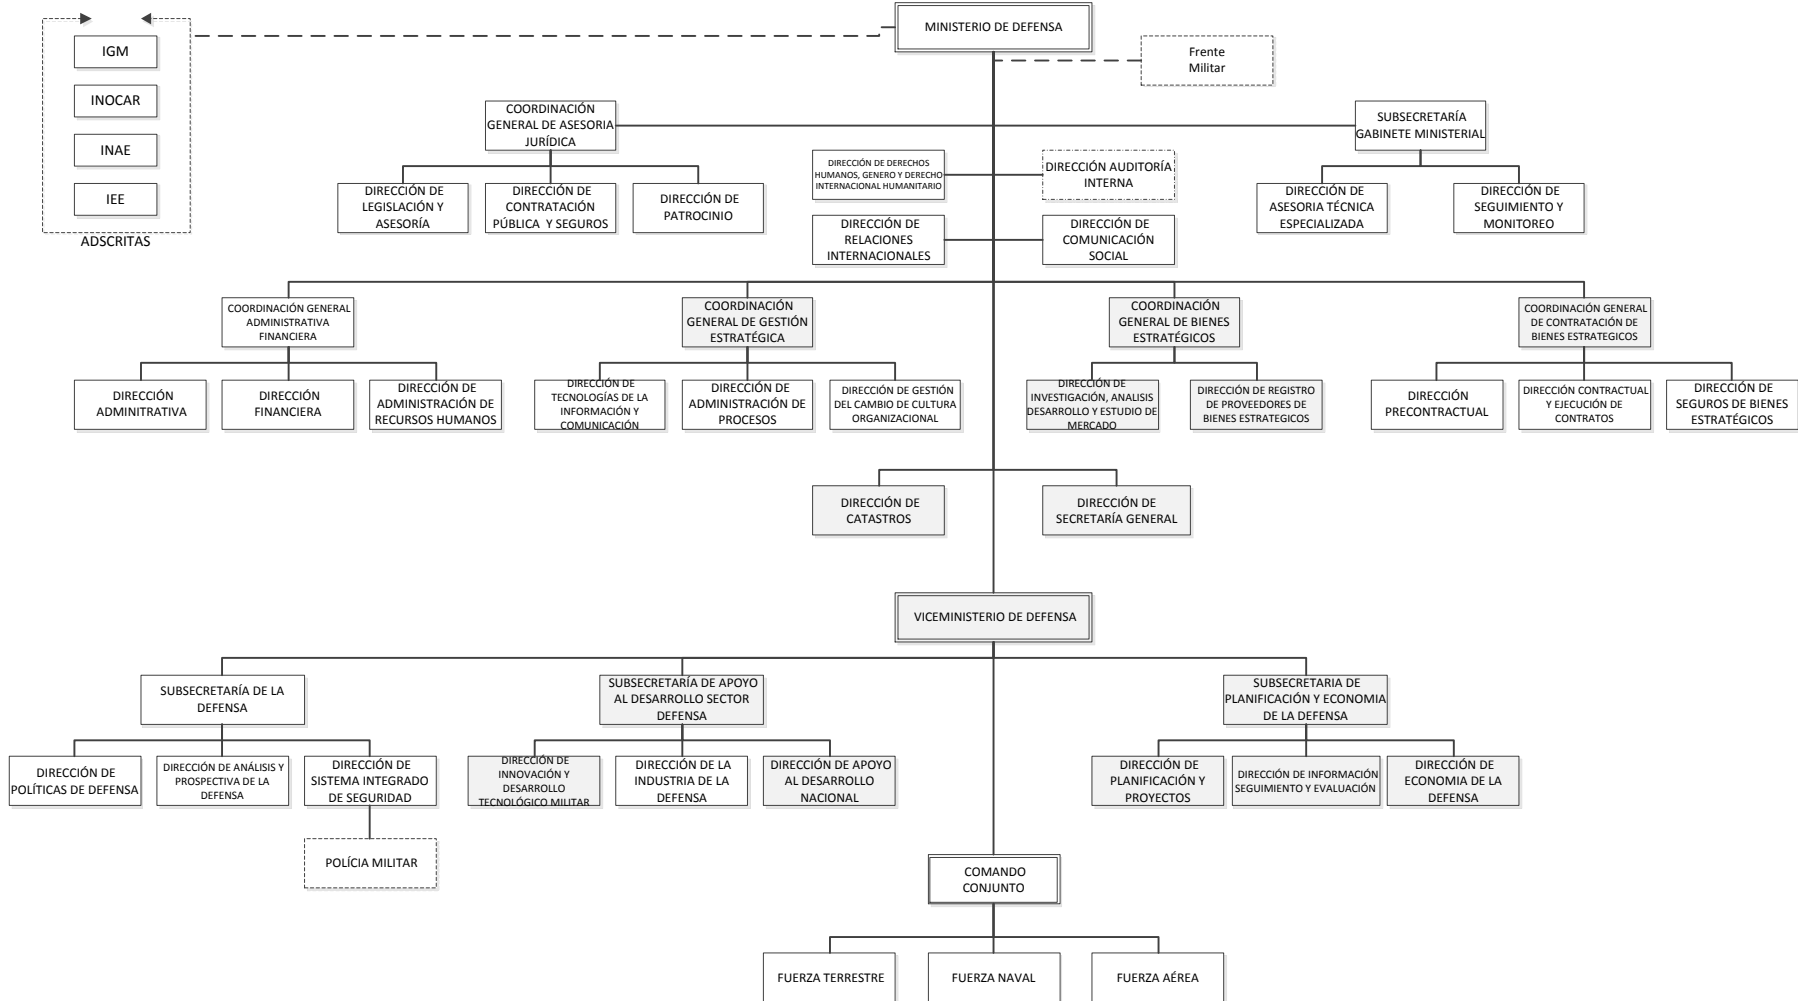 MINISTERIO DE DEFENSA
Frente
Militar
IGM
INOCAR
INAE
IEE
ADSCRITAS
COORDINACIÓN
GENERAL DE ASESORIA
JURÍDICA
SUBSECRETARÍA
GABINETE MINISTERIAL
DIRECCIÓN DE DERECHOS
HUMANOS, GENERO Y DERECHO
INTERNACIONAL HUMANITARIO
DIRECCIÓN AUDITORÍA
INTERNA
DIRECCIÓN DE
LEGISLACIÓN Y
ASESORÍA
DIRECCIÓN DE
CONTRATACIÓN
PÚBLICA Y SEGUROS
DIRECCIÓN DE
PATROCINIO
DIRECCIÓN DE
ASESORIA TÉCNICA
ESPECIALIZADA
DIRECCIÓN DE
SEGUIMIENTO Y
MONITOREO
DIRECCIÓN DE
RELACIONES
INTERNACIONALES
DIRECCIÓN DE
COMUNICACIÓN
SOCIAL
COORDINACIÓN GENERAL
ADMINISTRATIVA
FINANCIERA
COORDINACIÓN
GENERAL DE GESTIÓN
ESTRATÉGICA
COORDINACIÓN
GENERAL DE BIENES
ESTRATÉGICOS
COORDINACIÓN GENERAL
DE CONTRATACIÓN DE
BIENES ESTRATEGICOS
DIRECCIÓN
ADMINITRATIVA
DIRECCIÓN
FINANCIERA
DIRECCIÓN DE
ADMINISTRACIÓN DE
RECURSOS HUMANOS
DIRECCIÓN DE
TECNOLOGÍAS DE LA
INFORMACIÓN Y
COMUNICACIÓN
DIRECCIÓN DE
ADMINISTRACIÓN DE
PROCESOS
DIRECCIÓN DE GESTIÓN
DEL CAMBIO DE CULTURA
ORGANIZACIONAL
DIRECCIÓN DE
INVESTIGACIÓN, ANALISIS
DESARROLLO Y ESTUDIO DE
MERCADO
DIRECCIÓN DE REGISTRO
DE PROVEEDORES DE
BIENES ESTRATEGICOS
DIRECCIÓN
PRECONTRACTUAL
DIRECCIÓN CONTRACTUAL
Y EJECUCIÓN DE
CONTRATOS
DIRECCIÓN DE
SEGUROS DE BIENES
ESTRATÉGICOS
DIRECCIÓN DE
CATASTROS
DIRECCIÓN DE
SECRETARÍA GENERAL
VICEMINISTERIO DE DEFENSA
SUBSECRETARÍA DE LA
DEFENSA
SUBSECRETARÍA DE APOYO
AL DESARROLLO SECTOR
DEFENSA
SUBSECRETARIA DE
PLANIFICACIÓN Y ECONOMIA
DE LA DEFENSA
DIRECCIÓN DE
POLÍTICAS DE DEFENSA
DIRECCIÓN DE ANÁLISIS Y
PROSPECTIVA DE LA
DEFENSA
DIRECCIÓN DE
SISTEMA INTEGRADO
DE SEGURIDAD
DIRECCIÓN DE
INNOVACIÓN Y
DESARROLLO
TECNOLÓGICO MILITAR
DIRECCIÓN DE LA
INDUSTRIA DE LA
DEFENSA
DIRECCIÓN DE APOYO
AL DESARROLLO
NACIONAL
DIRECCIÓN DE
PLANIFICACIÓN Y
PROYECTOS
DIRECCIÓN DE INFORMACIÓN
SEGUIMIENTO Y EVALUACIÓN
DIRECCIÓN DE
ECONOMIA DE LA
DEFENSA
POLÍCIA MILITAR
COMANDO
CONJUNTO
FUERZA TERRESTRE
FUERZA NAVAL
FUERZA AÉREA